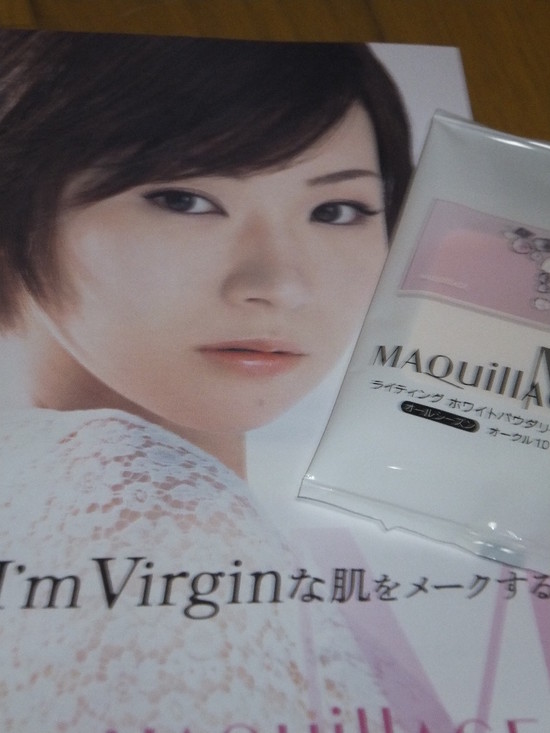 MAQuillA
ライティング ホワイトパウダリ
オールシーズン オークル10
I'm Virginな肌をメークする
MAQuillAGE